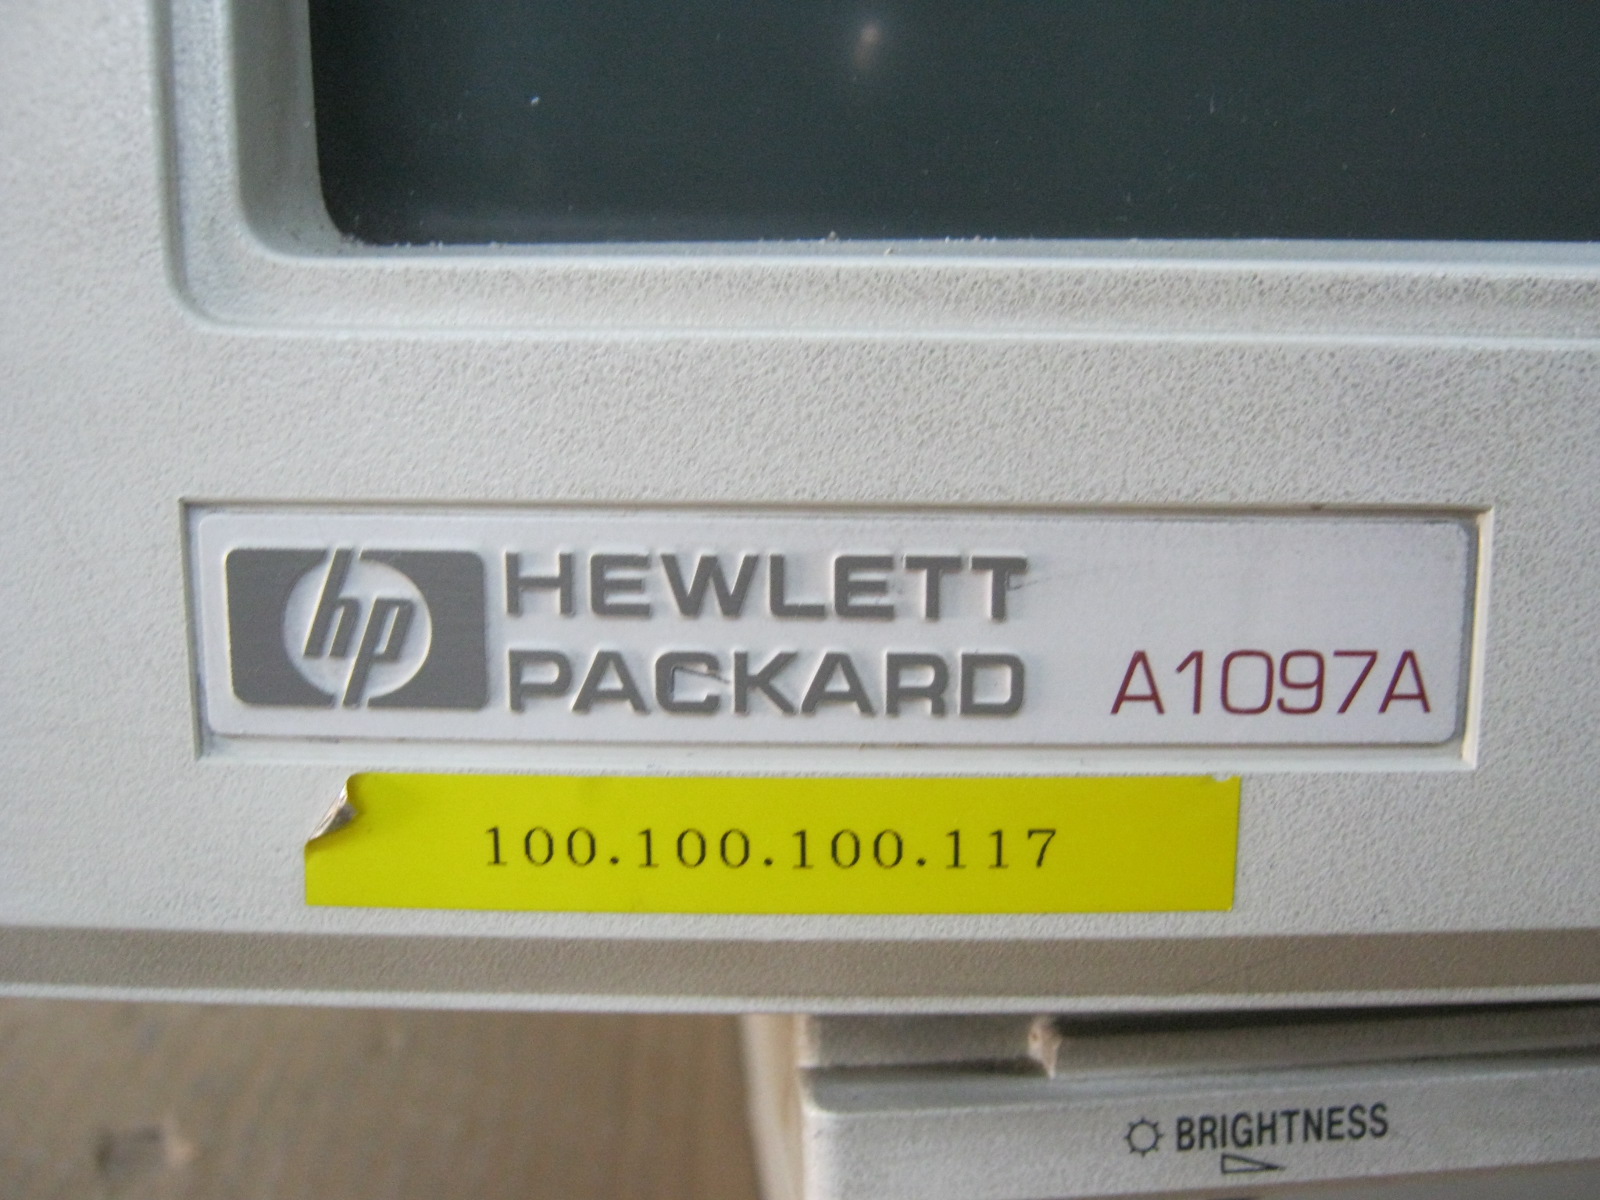 hp HEWLETT
PACKARD A1097A
100.100.100.117
BRIGHTNESS